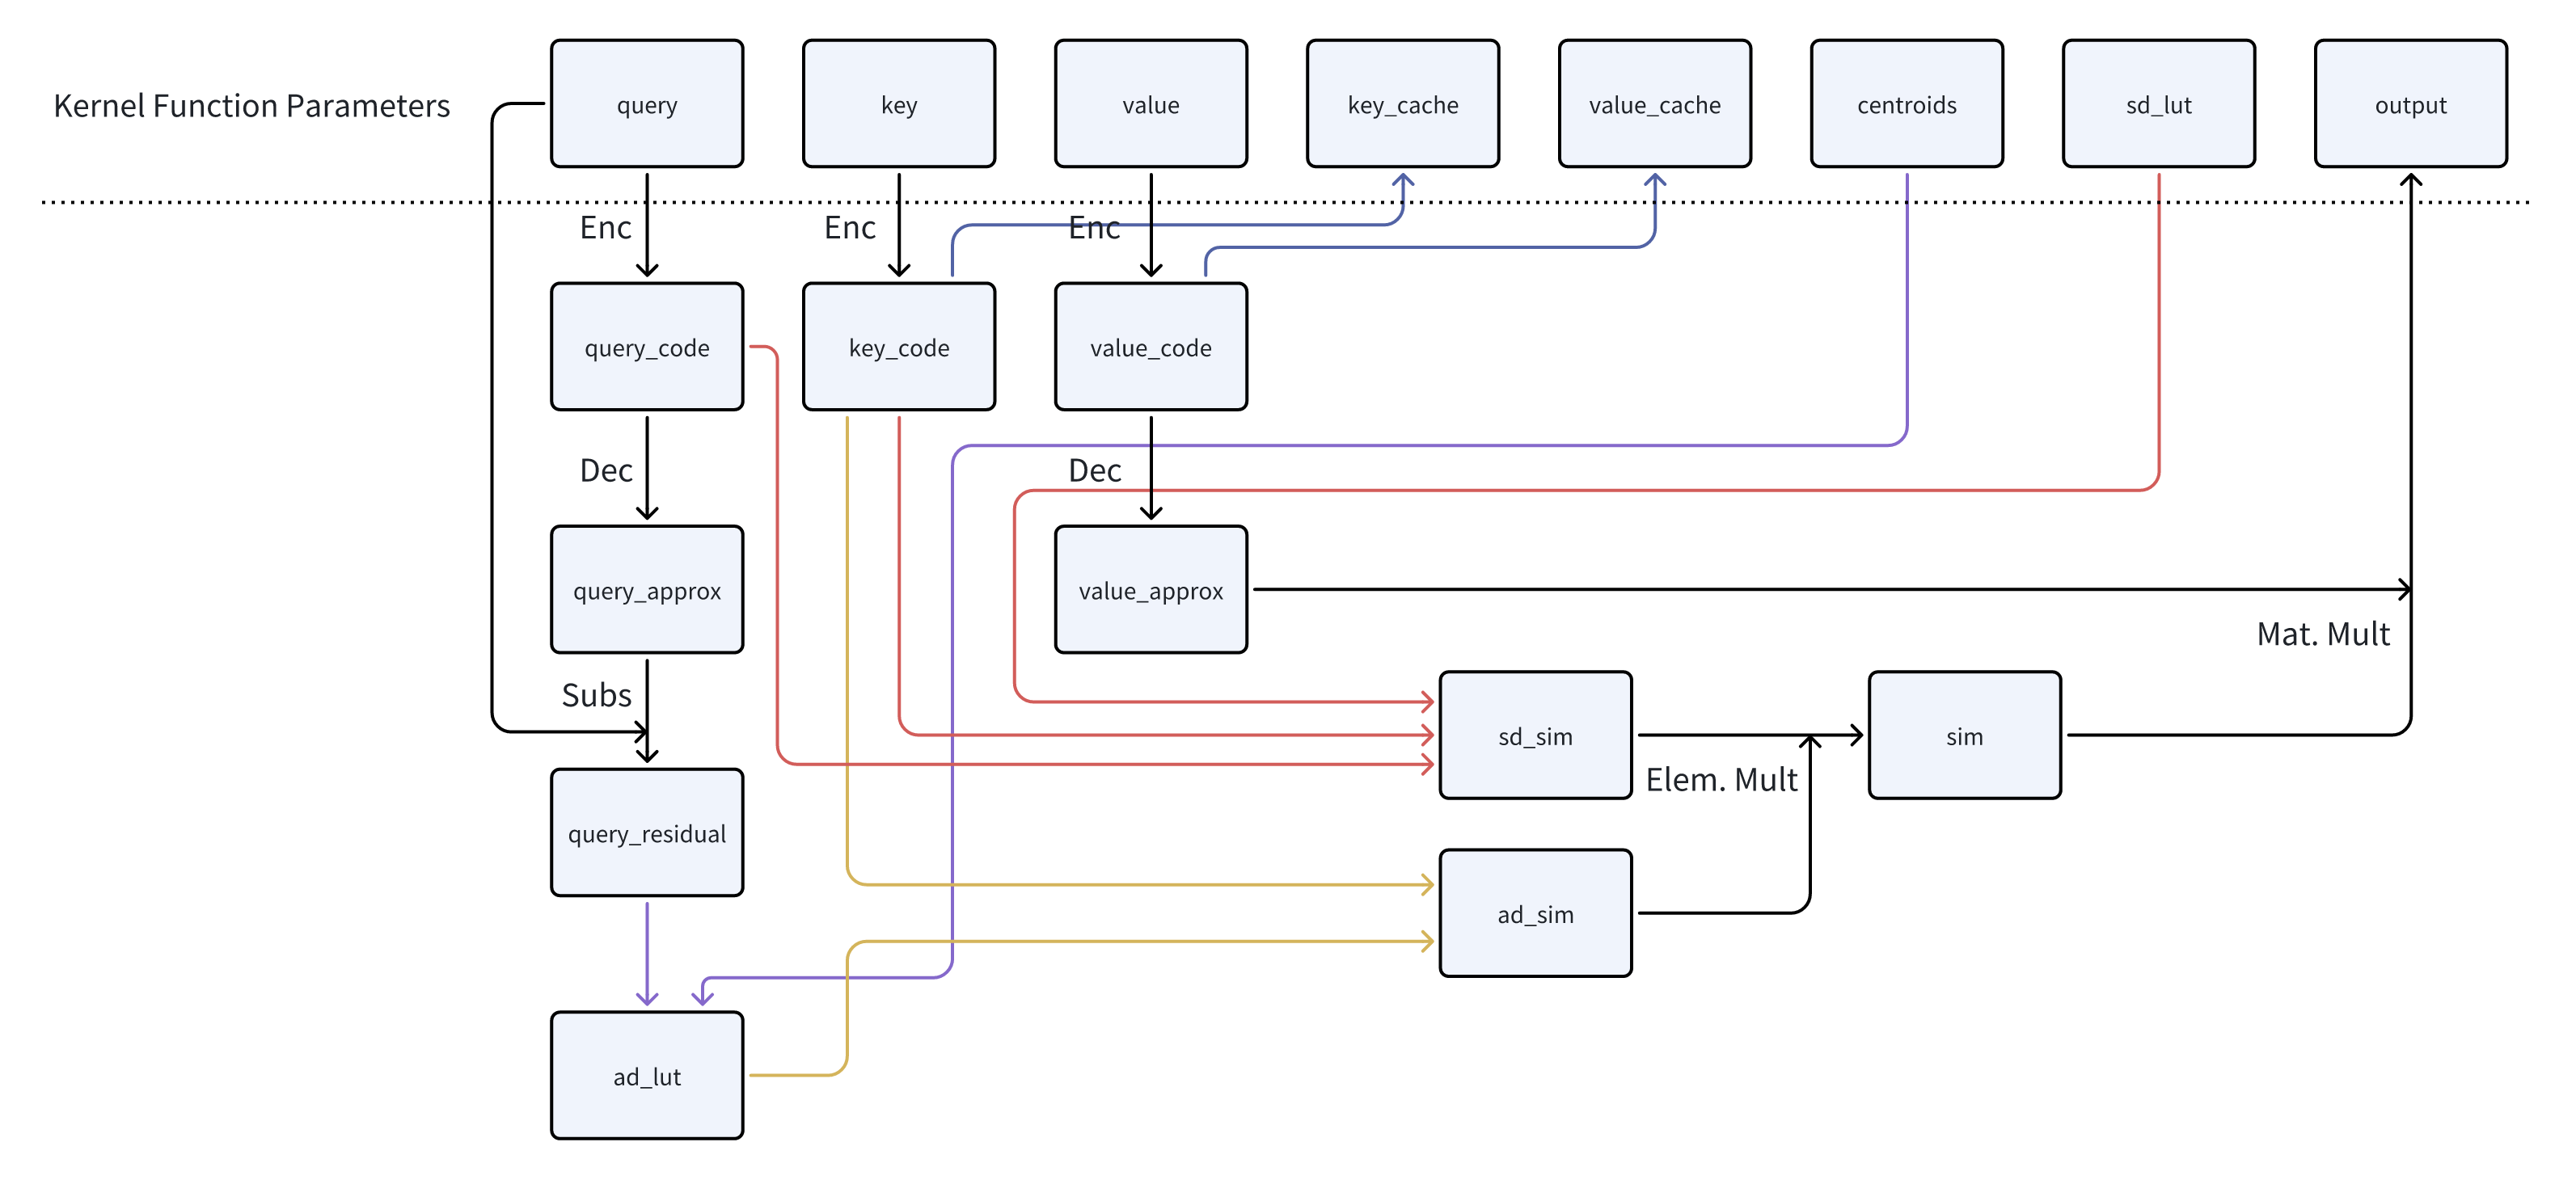 Kernel Function Parameters
query
key
value
key_cache
value_cache
centroids
sd_lut
output
Enc
Enc
Enc
query_code
key_code
value_code
Dec
Dec
query_approx
value_approx
Mat. Mult
Subs
sd_sim
sim
Elem. Mult
query_residual
ad_sim
ad_lut